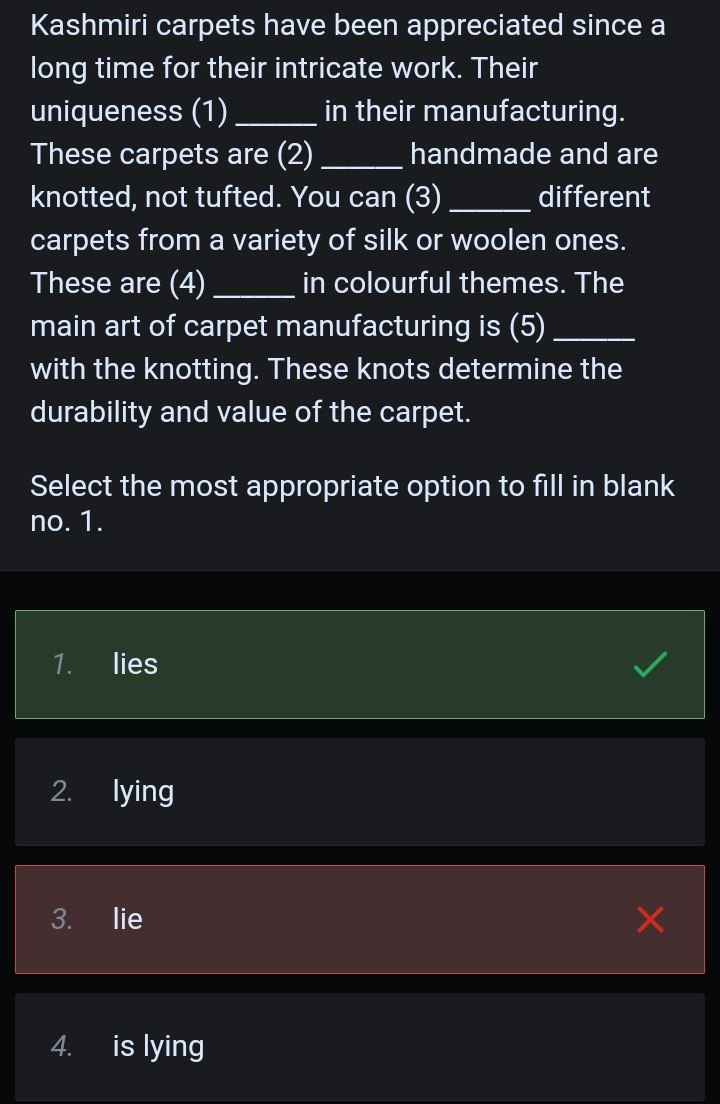 Kashmiri carpets have been appreciated since a
long time for their intricate work. Their
uniqueness (1) ______ in their manufacturing.
These carpets are (2) ______ handmade and are
knotted, not tufted. You can (3) ______ different
carpets from a variety of silk or woolen ones.
These are (4) ______ in colourful themes. The
main art of carpet manufacturing is (5) ______
with the knotting. These knots determine the
durability and value of the carpet.
Select the most appropriate option to fill in blank
no. 1.
1. lies
2. lying
3. lie
4. is lying